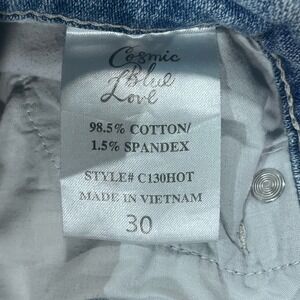 Cosmic
Blue
Love
98.5% COTTON/
1.5% SPANDEX
STYLE# C130HOT
MADE IN VIETNAM
30